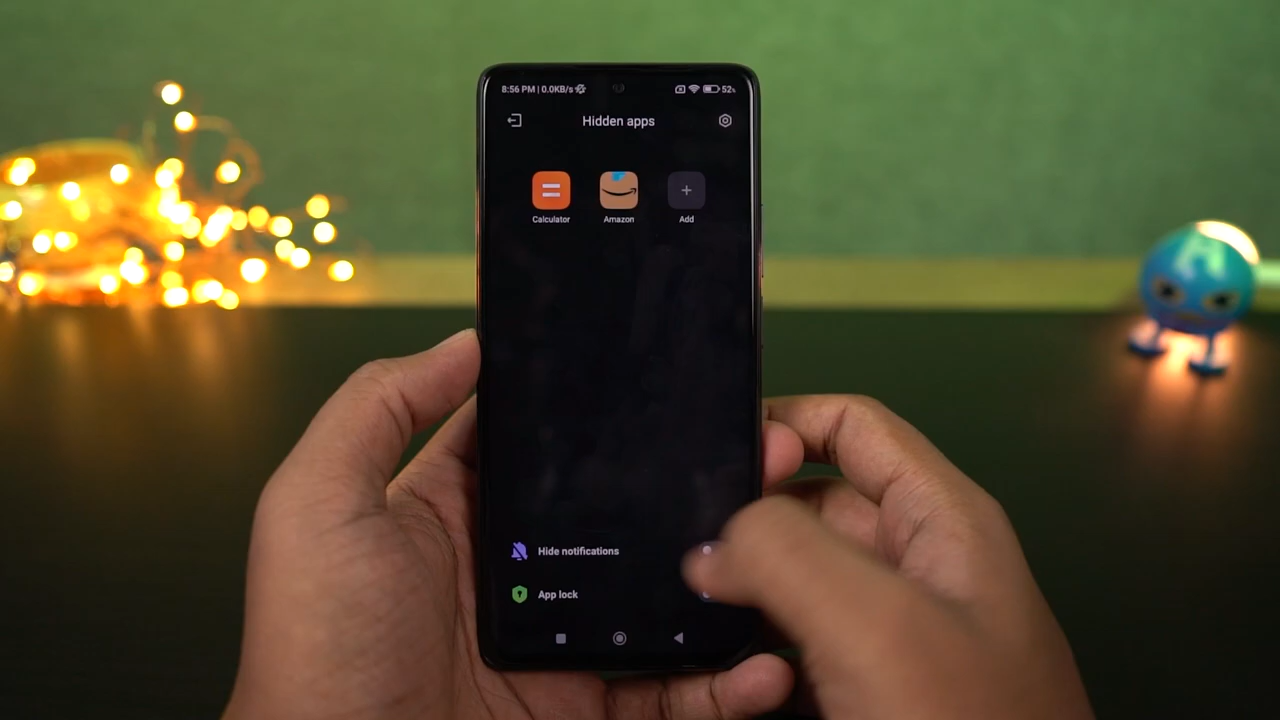 8:56 PM | 0.0KB/s 52%
Hidden apps
Calculator Amazon Add
Hide notifications
App lock